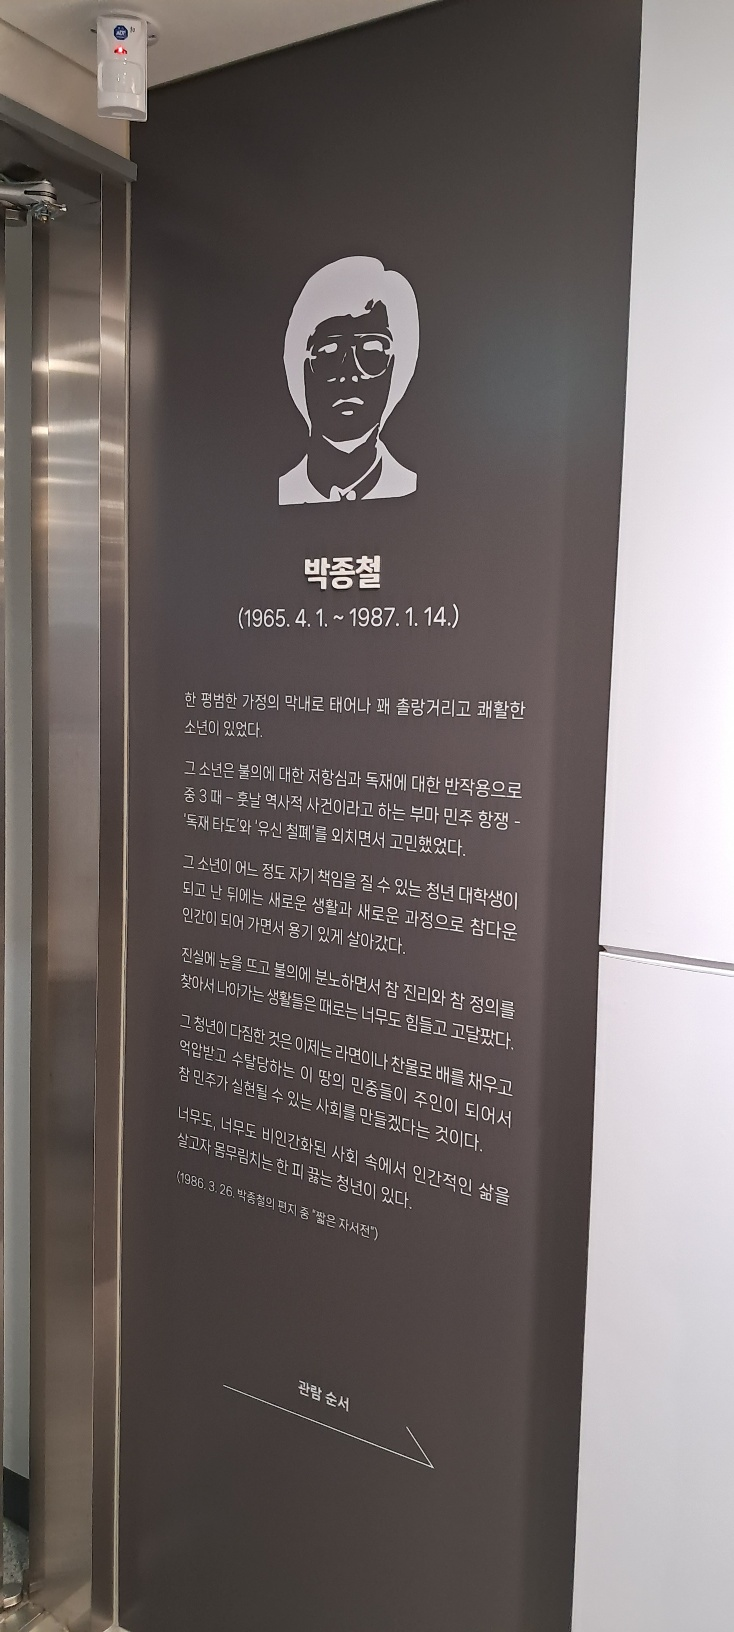 ADT
박종철
(1965. 4. 1. ~ 1987. 1. 14.)
한 평범한 가정의 막내로 태어나 꽤 촐랑거리고 쾌활한
소년이 있었다.
그 소년은 불의에 대한 저항심과 독재에 대한 반작용으로
중 3 때 – 훗날 역사적 사건이라고 하는 부마 민주 항쟁 –
'독재 타도'와 '유신 철폐'를 외치면서 고민했었다.
그 소년이 어느 정도 자기 책임을 질 수 있는 청년 대학생이
되고 난 뒤에는 새로운 생활과 새로운 과정으로 참다운
인간이 되어 가면서 용기 있게 살아갔다.
진실에 눈을 뜨고 불의에 분노하면서 참 진리와 참 정의를
찾아서 나아가는 생활들은 때로는 너무도 힘들고 고달팠다.
그 청년이 다짐한 것은 이제는 라면이나 찬물로 배를 채우고
억압받고 수탈당하는 이 땅의 민중들이 주인이 되어서
참 민주가 실현될 수 있는 사회를 만들겠다는 것이다.
너무도, 너무도 비인간화된 사회 속에서 인간적인 삶을
살고자 몸무림치는 한 피 끓는 청년이 있다.
(1986. 3. 26. 박종철의 편지 중 "짧은 자서전")
관람 순서